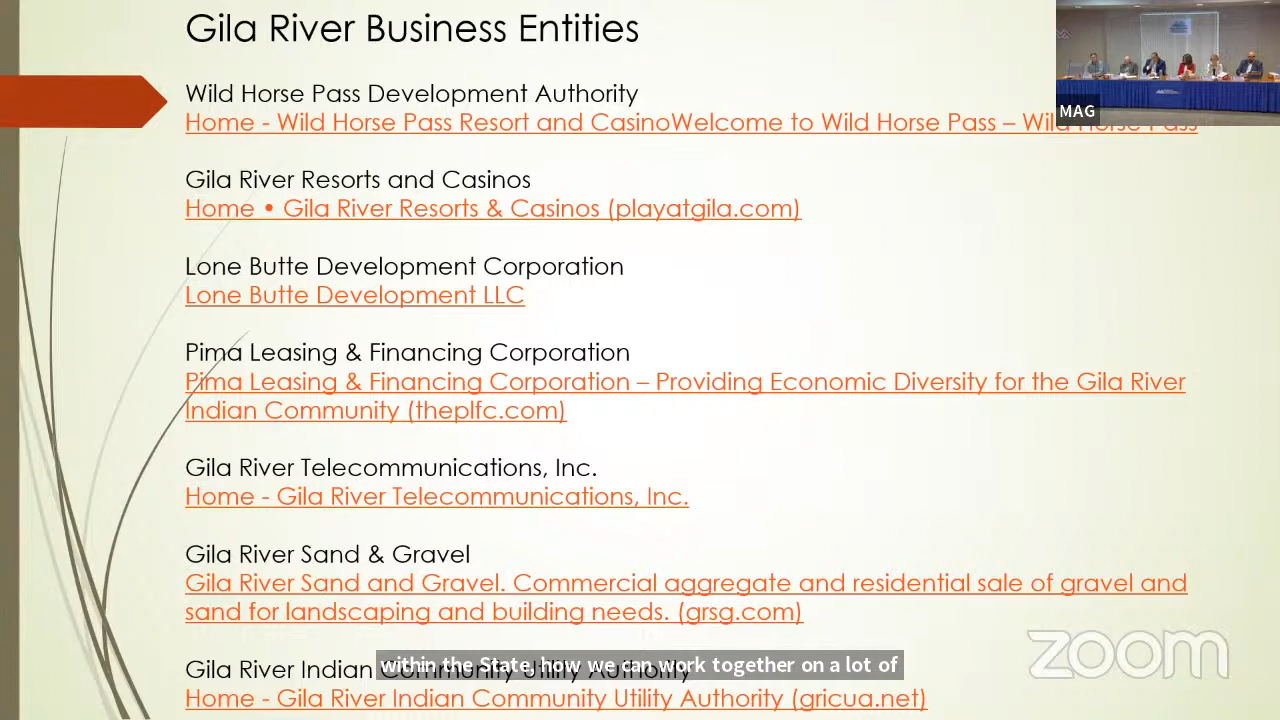 Gila River Business Entities
Wild Horse Pass Development Authority
Home - Wild Horse Pass Resort and CasinoWelcome to Wild Horse Pass – Wild Horse Pass
MAG
Gila River Resorts and Casinos
Home • Gila River Resorts & Casinos (playatgila.com)
Lone Butte Development Corporation
Lone Butte Development LLC
Pima Leasing & Financing Corporation
Pima Leasing & Financing Corporation – Providing Economic Diversity for the Gila River
Indian Community (theplfc.com)
Gila River Telecommunications, Inc.
Home - Gila River Telecommunications, Inc.
Gila River Sand & Gravel
Gila River Sand and Gravel. Commercial aggregate and residential sale of gravel and
sand for landscaping and building needs. (grsg.com)
zoom
Gila River Indian Community Utility Authority
within the State, how we can work together on a lot of
Home - Gila River Indian Community Utility Authority (gricua.net)